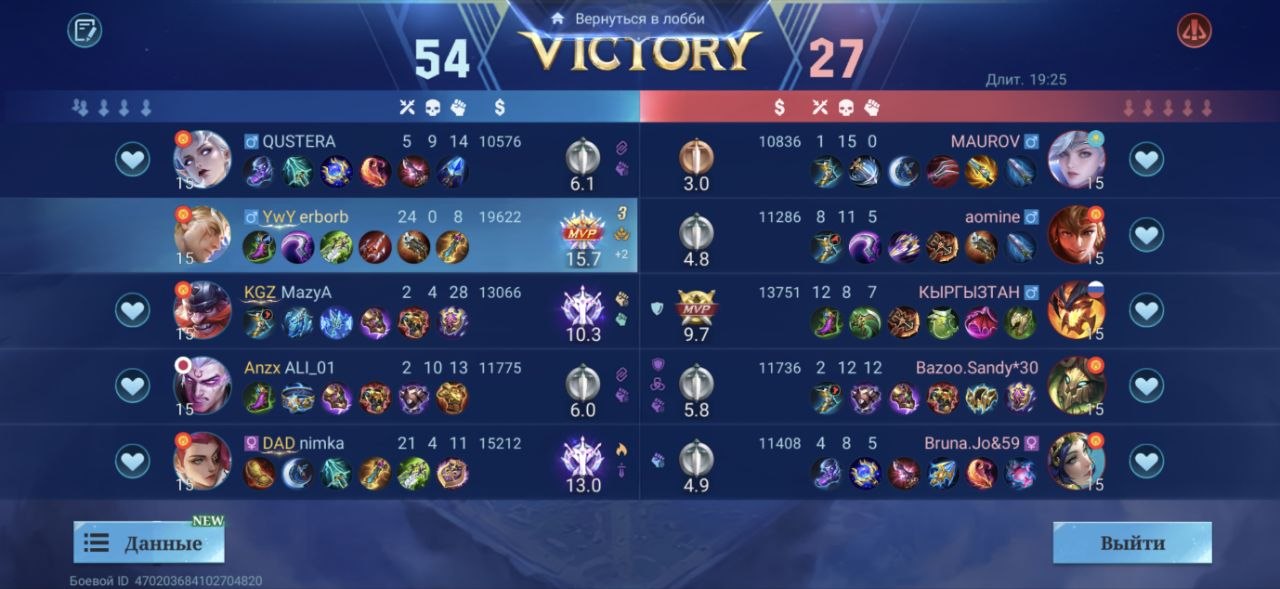 Вернуться в лобби
54 VICTORY 27
Длит. 19:25
$ $
QUSTERA 5 9 14 10576 6.1 3.0 10836 1 15 0 MAUROV
15 15
YwY erborb 24 0 8 19622 MVP 15.7 3 +2 4.8 11286 8 11 5 aomine
15 15
KGZ MazyA 2 4 28 13066 10.3 MVP 9.7 13751 12 8 7 КЫРГЫЗТАН
15 15
Anzx ALI_01 2 10 13 11775 6.0 5.8 11736 2 12 12 Bazoo.Sandy*30
15 15
DAD nimka 21 4 11 15212 13.0 4.9 11408 4 8 5 Bruna.Jo&59
15 15
NEW
Данные Выйти
Боевой ID 470203684102704820